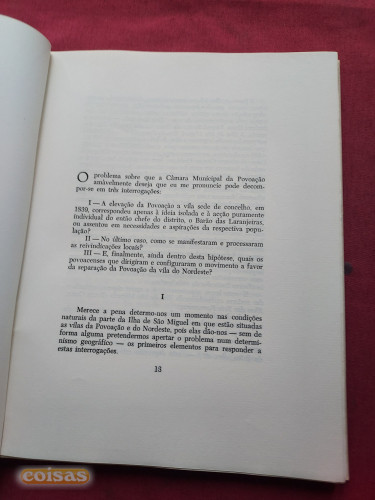 O problema sobre que a Câmara Municipal da Povoação
amàvelmente deseja que eu me pronuncie pode decom-
por-se em três interrogações:
I — A elevação da Povoação a vila sede de concelho, em
1839, correspondeu apenas à ideia isolada e à acção puramente
individual do então chefe do distrito, o Barão das Laranjeiras,
ou assentou em necessidades e aspirações da respectiva popu-
lação?
II — No último caso, como se manifestaram e processaram
as reivindicações locais?
III — E, finalmente, ainda dentro desta hipótese, quais os
povoacenses que dirigiram e configuraram o movimento a favor
da separação da Povoação da vila do Nordeste?
I
Merece a pena determo-nos um momento nas condições
naturais da parte da Ilha de São Miguel em que estão situadas
as vilas da Povoação e do Nordeste, pois elas dão-nos — sem de
forma alguma pretendermos apertar o problema num determi-
nismo geográfico — os primeiros elementos para responder a
estas interrogações.
13
coisas